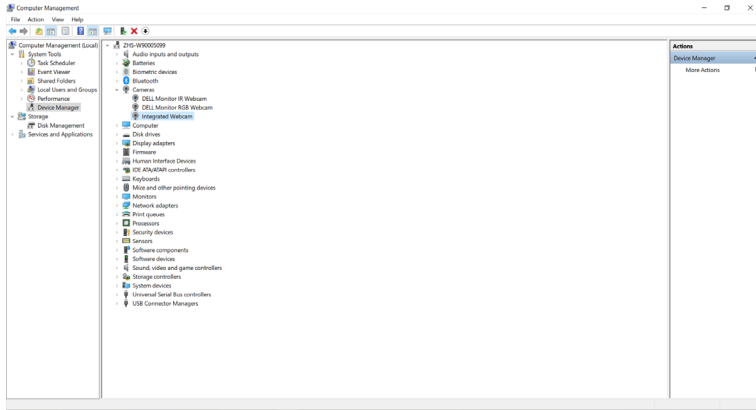 Computer Management
File Action View Help
Computer Management (Local)
System Tools
Task Scheduler
Event Viewer
Shared Folders
Local Users and Groups
Performance
Device Manager
Storage
Disk Management
Services and Applications
ZHS-W90005099
Audio inputs and outputs
Batteries
Biometric devices
Bluetooth
Cameras
DELL Monitor IR Webcam
DELL Monitor RGB Webcam
Integrated Webcam
Computer
Disk drives
Display adapters
Firmware
Human Interface Devices
IDE ATA/ATAPI controllers
Keyboards
Mice and other pointing devices
Monitors
Network adapters
Print queues
Processors
Security devices
Sensors
Software components
Software devices
Sound, video and game controllers
Storage controllers
System devices
Universal Serial Bus controllers
USB Connector Managers
Actions
Device Manager
More Actions